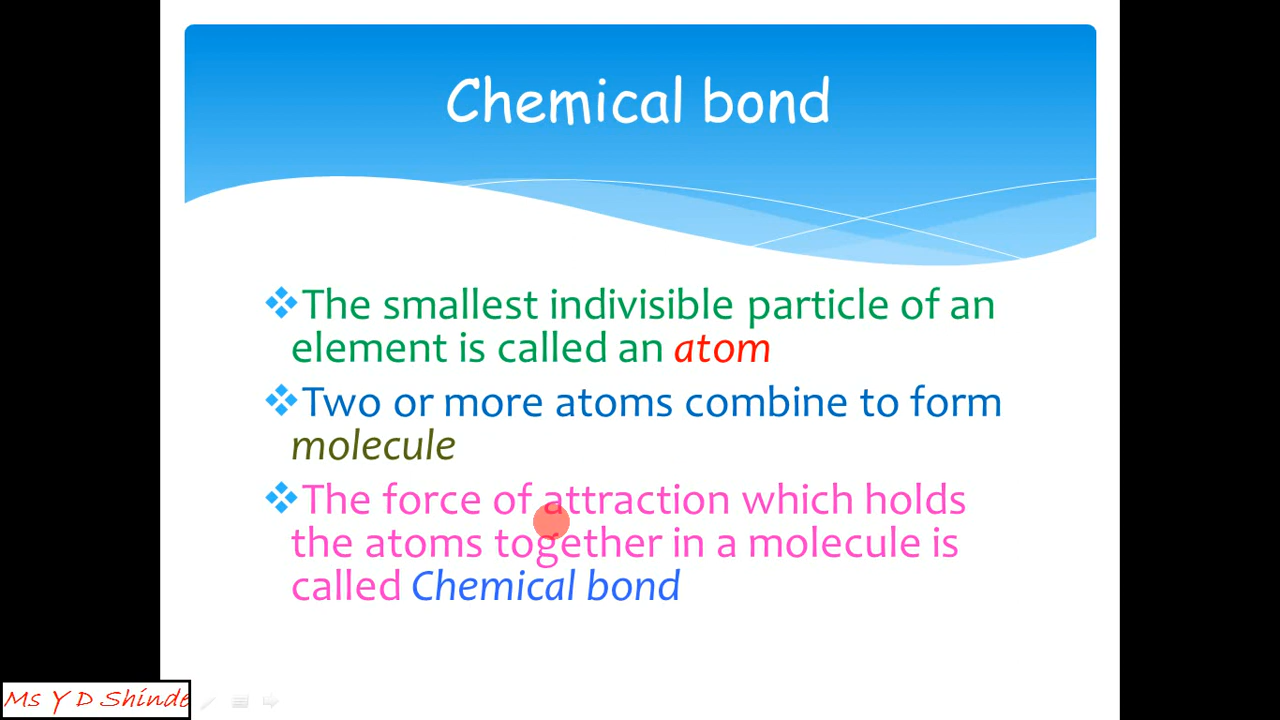 Chemical bond
❖The smallest indivisible particle of an
element is called an atom
❖Two or more atoms combine to form
molecule
❖The force of attraction which holds
the atoms together in a molecule is
called Chemical bond
Ms Y D Shinde